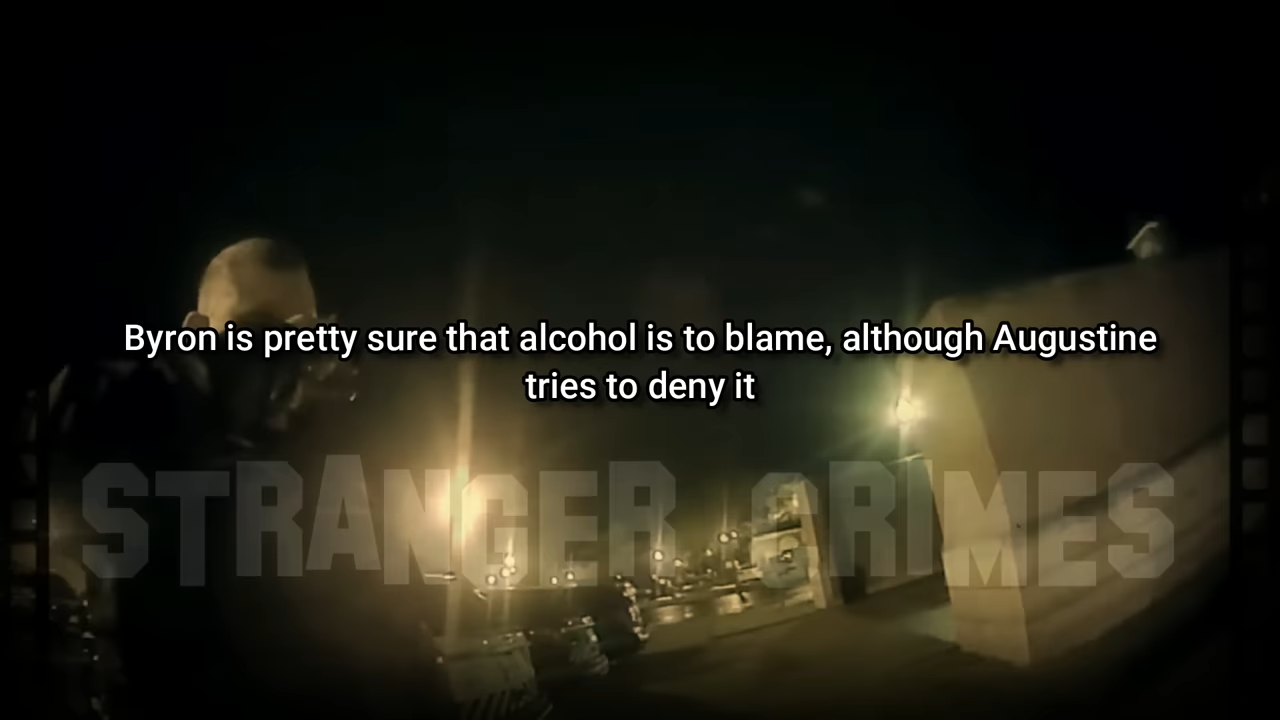 Byron is pretty sure that alcohol is to blame, although Augustine
tries to deny it
STRANGER CRIMES